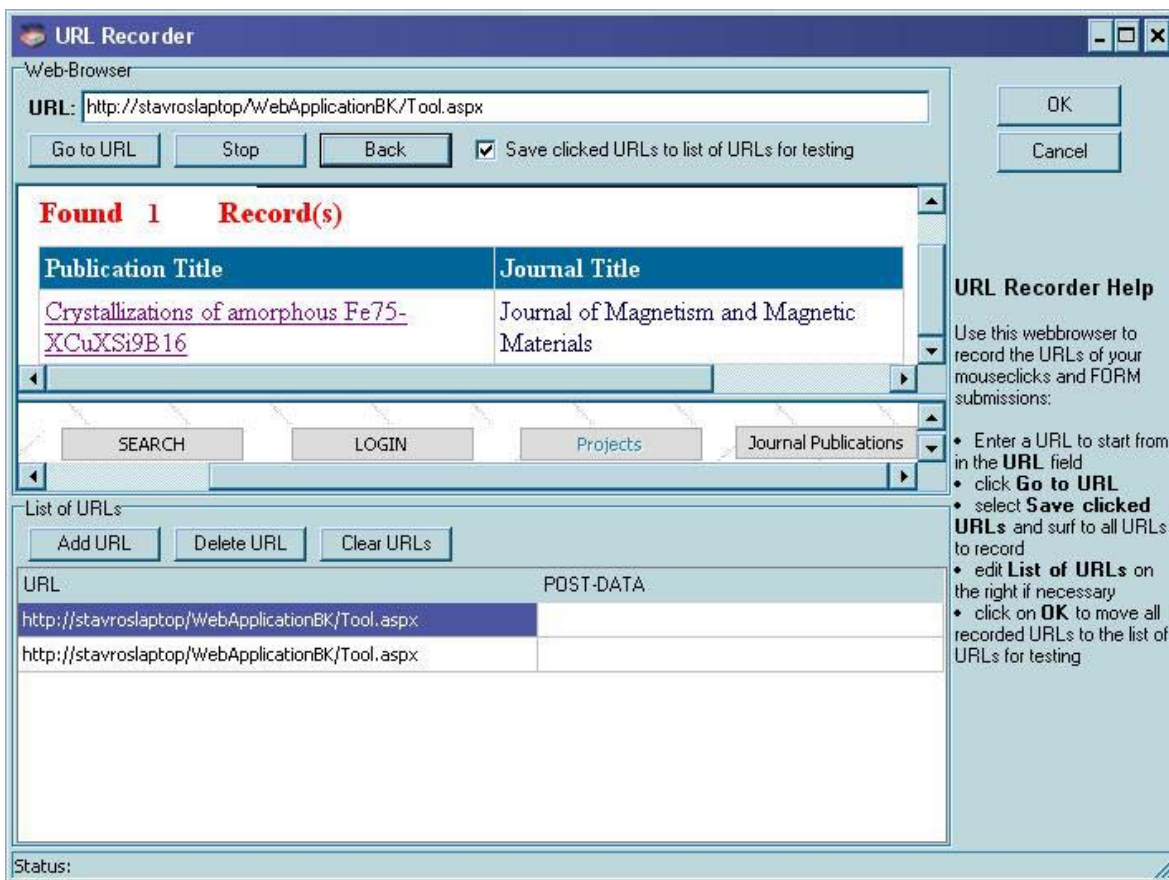 URL Recorder
Web-Browser
URL: http://stavroslaptop/WebApplicationBK/Tool.aspx
Go to URL Stop Back Save clicked URLs to list of URLs for testing
Found 1 Record(s)
Publication Title Journal Title
Crystallizations of amorphous Fe75- Journal of Magnetism and Magnetic
XCuXSi9B16 Materials
SEARCH LOGIN Projects Journal Publications
List of URLs
Add URL Delete URL Clear URLs
URL POST-DATA
http://stavroslaptop/WebApplicationBK/Tool.aspx
http://stavroslaptop/WebApplicationBK/Tool.aspx
OK
Cancel
URL Recorder Help
Use this webbrowser to
record the URLs of your
mouseclicks and FORM
submissions:
• Enter a URL to start from
in the URL field
• click Go to URL
• select Save clicked
URLs and surf to all URLs
to record
• edit List of URLs on
the right if necessary
• click on OK to move all
recorded URLs to the list of
URLs for testing
Status: